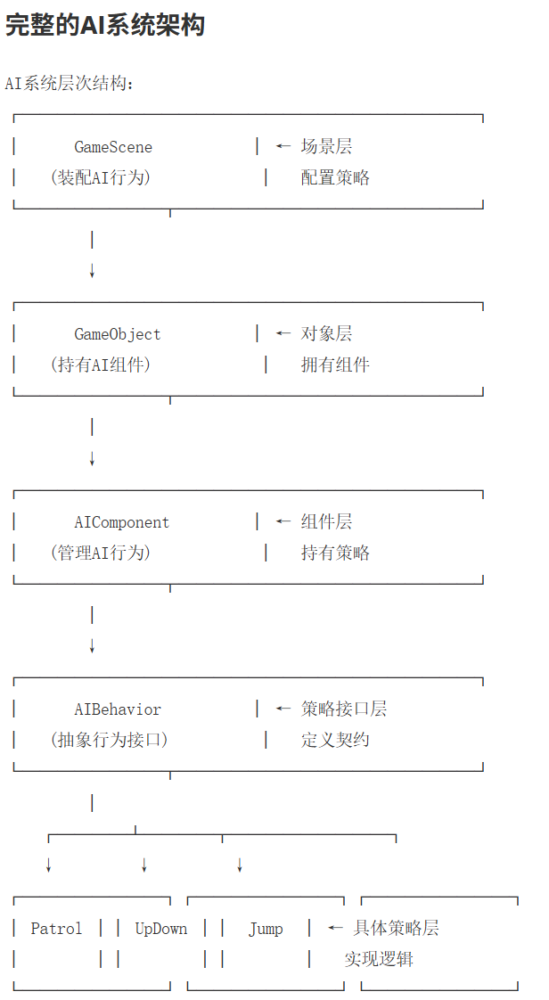 完整的AI系统架构
AI系统层次结构：
GameScene ← 场景层
(装配AI行为) 配置策略
↓
GameObject ← 对象层
(持有AI组件) 拥有组件
↓
AIComponent ← 组件层
(管理AI行为) 持有策略
↓
AIBehavior ← 策略接口层
(抽象行为接口) 定义契约
↓ ↓ ↓
Patrol UpDown Jump ← 具体策略层
实现逻辑